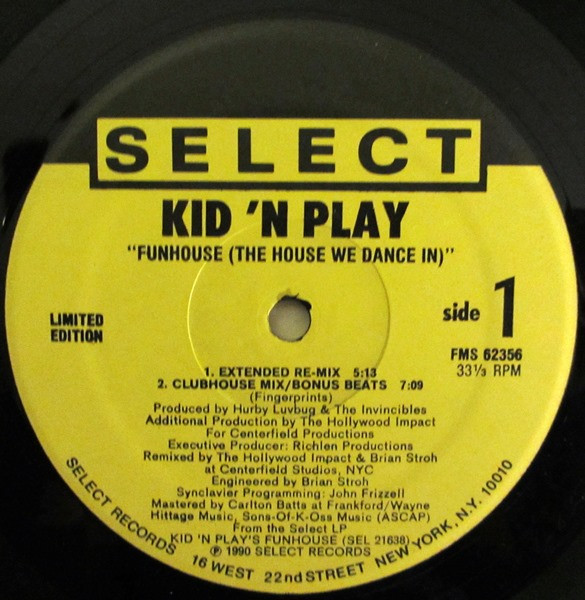 SELECT
KID 'N PLAY
"FUNHOUSE (THE HOUSE WE DANCE IN)"
LIMITED
EDITION
side 1
FMS 62356
33⅓ RPM
1. EXTENDED RE-MIX 5:13
2. CLUBHOUSE MIX/BONUS BEATS 7:09
(Fingerprints)
Produced by Hurby Luvbug & The Invincibles
Additional Production by The Hollywood Impact
For Centerfield Productions
Executive Producer: Richlen Productions
Remixed by The Hollywood Impact & Brian Stroh
at Centerfield Studios, NYC
Engineered by Brian Stroh
Synclavier Programming: John Frizzell
Mastered by Carlton Batts at Frankford/Wayne
Hittage Music, Sons-Of-K-Oss Music (ASCAP)
From the Select LP
KID 'N PLAY'S FUNHOUSE (SEL 21638)
℗ 1990 SELECT RECORDS
SELECT RECORDS 16 WEST 22nd STREET NEW YORK, N.Y. 10010